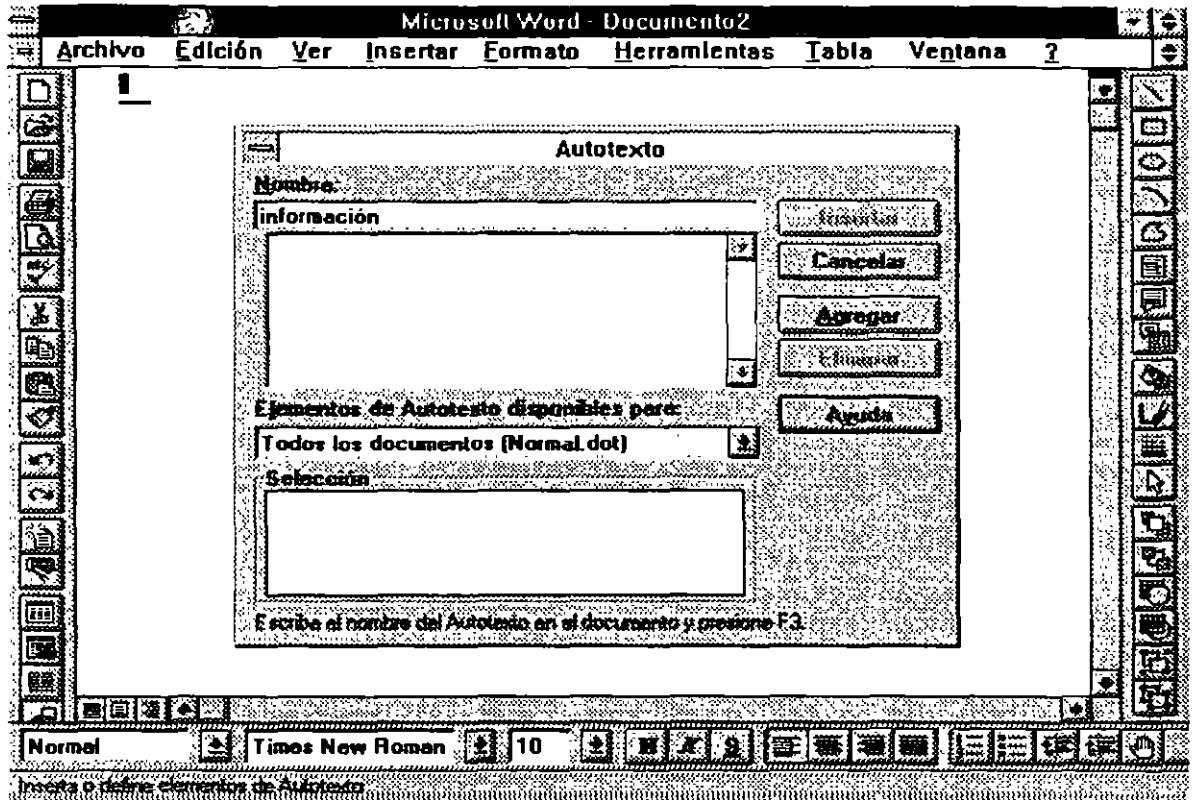 Microsoft Word - Documento2
Archivo Edición Ver Insertar Formato Herramientas Tabla Ventana ?
Autotexto
Nombre:
información
Insertar
Cancelar
Agregar
Eliminar
Elementos de Autotexto disponibles para:
Ayuda
Todos los documentos (Normal.dot)
Selección
Escriba el nombre del Autotexto en el documento y presione F3.
Normal Times New Roman 10 N K S
Inserta o define elementos de Autotexto